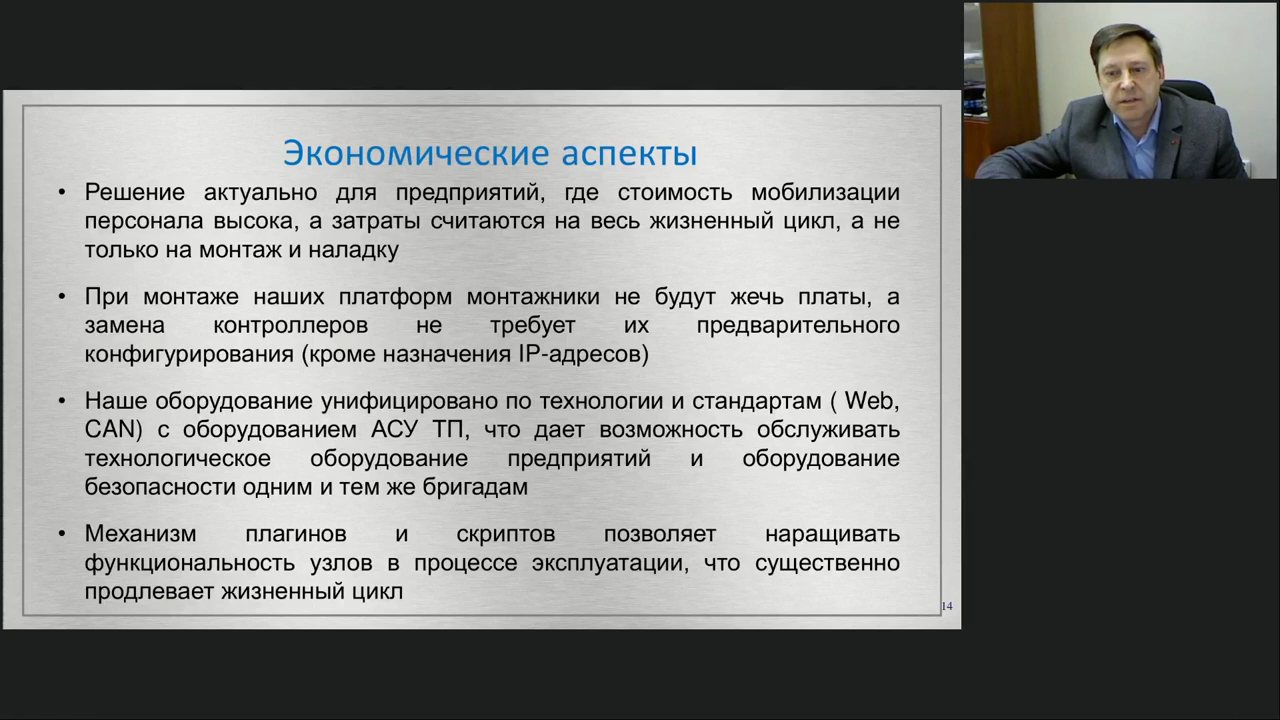 Экономические аспекты
• Решение актуально для предприятий, где стоимость мобилизации
персонала высока, а затраты считаются на весь жизненный цикл, а не
только на монтаж и наладку
• При монтаже наших платформ монтажники не будут жечь платы, а
замена контроллеров не требует их предварительного
конфигурирования (кроме назначения IP-адресов)
• Наше оборудование унифицировано по технологии и стандартам ( Web,
CAN) с оборудованием АСУ ТП, что дает возможность обслуживать
технологическое оборудование предприятий и оборудование
безопасности одним и тем же бригадам
• Механизм плагинов и скриптов позволяет наращивать
функциональность узлов в процессе эксплуатации, что существенно
продлевает жизненный цикл
14